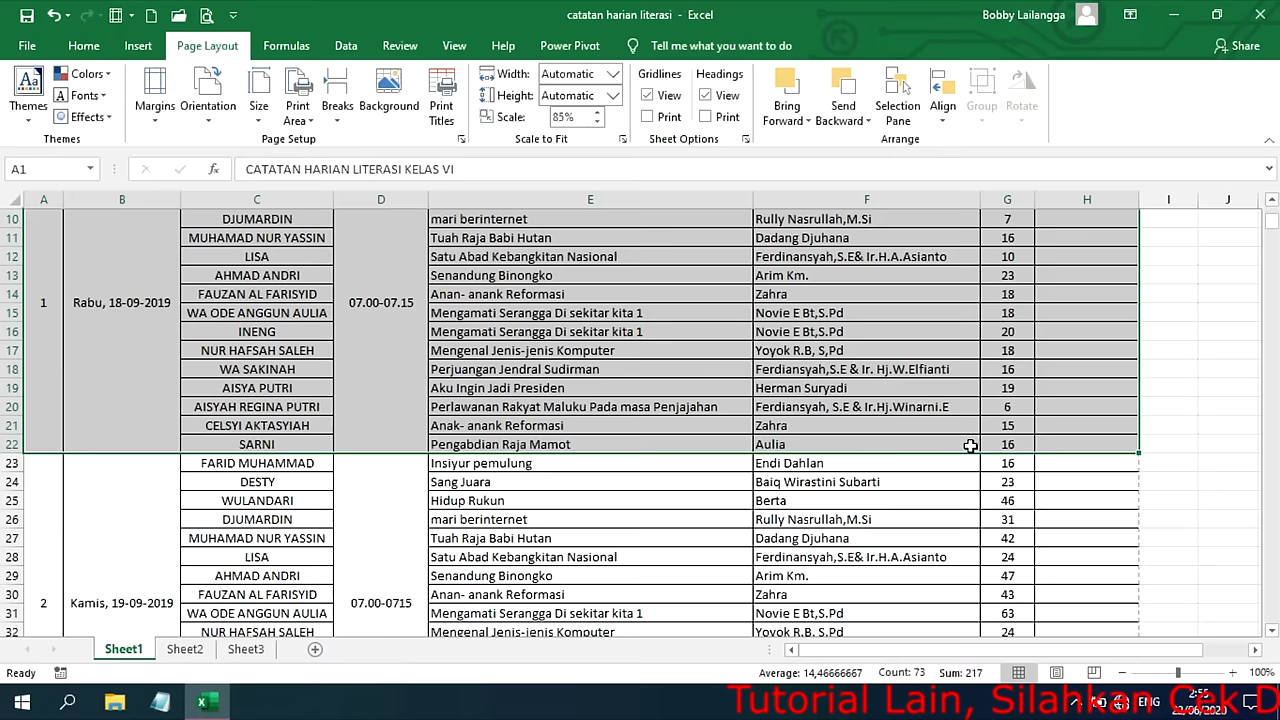 catatan harian literasi - Excel
Bobby Lailangga
File Home Insert Page Layout Formulas Data Review View Help Power Pivot Tell me what you want to do Share
Themes
Colors
Fonts
Effects
Themes
Margins Orientation Size Print Area Breaks Background Print Titles
Page Setup
Width: Automatic
Height: Automatic
Scale: 85%
Scale to Fit
Gridlines Headings
View View
Print Print
Sheet Options
Bring Forward Send Backward Selection Pane Align Group Rotate
Arrange
A1 fx CATATAN HARIAN LITERASI KELAS VI
A B C D E F G H I J
10 DJUMARDIN mari berinternet Rully Nasrullah,M.Si 7
11 MUHAMAD NUR YASSIN Tuah Raja Babi Hutan Dadang Djuhana 16
12 LISA Satu Abad Kebangkitan Nasional Ferdinansyah,S.E& Ir.H.A.Asianto 10
13 AHMAD ANDRI Senandung Binongko Arim Km. 23
14 FAUZAN AL FARISYID Anan- anank Reformasi Zahra 18
1 Rabu, 18-09-2019 07.00-07.15
15 WA ODE ANGGUN AULIA Mengamati Serangga Di sekitar kita 1 Novie E Bt,S.Pd 18
16 INENG Mengamati Serangga Di sekitar kita 1 Novie E Bt,S.Pd 20
17 NUR HAFSAH SALEH Mengenal Jenis-jenis Komputer Yoyok R.B, S,Pd 18
18 WA SAKINAH Perjuangan Jendral Sudirman Ferdiansyah,S.E & Ir. Hj.W.Elfianti 16
19 AISYA PUTRI Aku Ingin Jadi Presiden Herman Suryadi 19
20 AISYAH REGINA PUTRI Perlawanan Rakyat Maluku Pada masa Penjajahan Ferdiansyah, S.E & Ir.Hj.Winarni.E 6
21 CELSYI AKTASYIAH Anak- anank Reformasi Zahra 15
22 SARNI Pengabdian Raja Mamot Aulia 16
23 FARID MUHAMMAD Insiyur pemulung Endi Dahlan 16
24 DESTY Sang Juara Baiq Wirastini Subarti 23
25 WULANDARI Hidup Rukun Berta 46
26 DJUMARDIN mari berinternet Rully Nasrullah,M.Si 31
27 MUHAMAD NUR YASSIN Tuah Raja Babi Hutan Dadang Djuhana 42
28 LISA Satu Abad Kebangkitan Nasional Ferdinansyah,S.E& Ir.H.A.Asianto 24
29 AHMAD ANDRI Senandung Binongko Arim Km. 47
30 FAUZAN AL FARISYID Anan- anank Reformasi Zahra 43
2 Kamis, 19-09-2019 07.00-0715
31 WA ODE ANGGUN AULIA Mengamati Serangga Di sekitar kita 1 Novie E Bt,S.Pd 63
32 NUR HAFSAH SALEH Mengenal Jenis-jenis Komputer Yoyok R.B, S.Pd 24
Sheet1 Sheet2 Sheet3
Ready Average: 14,46666667 Count: 73 Sum: 217 100%
Tutorial Lain, Silahkan Cek D
ENG 2:55
22/06/2020